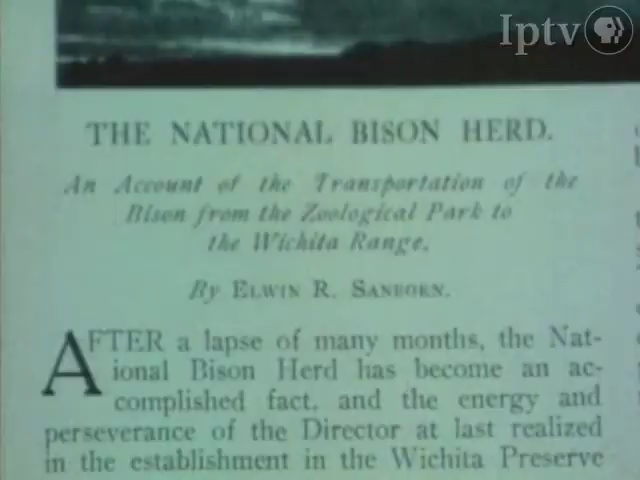 Iptv PBS
THE NATIONAL BISON HERD.
An Account of the Transportation of the
Bison from the Zoological Park to
the Wichita Range.
By ELWIN R. SANBORN.
AFTER a lapse of many months, the Nat-
ional Bison Herd has become an ac-
complished fact, and the energy and
perseverance of the Director at last realized
in the establishment in the Wichita Preserve